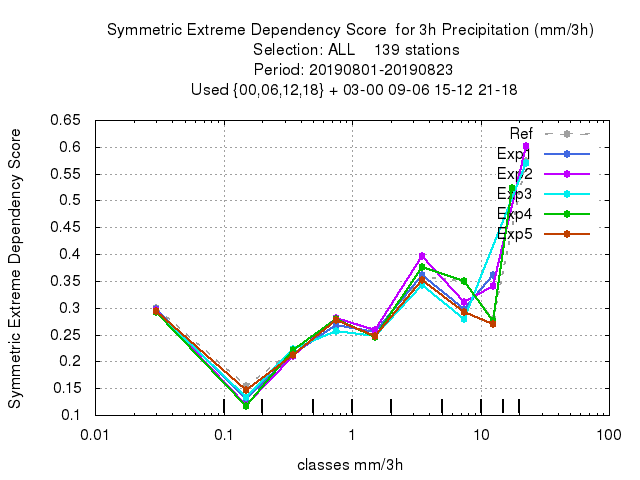 Symmetric Extreme Dependency Score  for 3h Precipitation (mm/3h)
Selection: ALL    139 stations
Period: 20190801-20190823
Used {00,06,12,18} + 03-00 09-06 15-12 21-18
Symmetric Extreme Dependency Score
0.65
0.6
0.55
0.5
0.45
0.4
0.35
0.3
0.25
0.2
0.15
0.1
Ref
Exp1
Exp2
Exp3
Exp4
Exp5
0.01 0.1 1 10 100
classes mm/3h